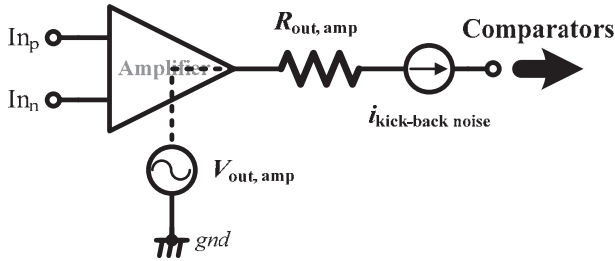 R_out, amp
Comparators
In_p
Amplifier
i_kick-back noise
In_n
V_out, amp
gnd